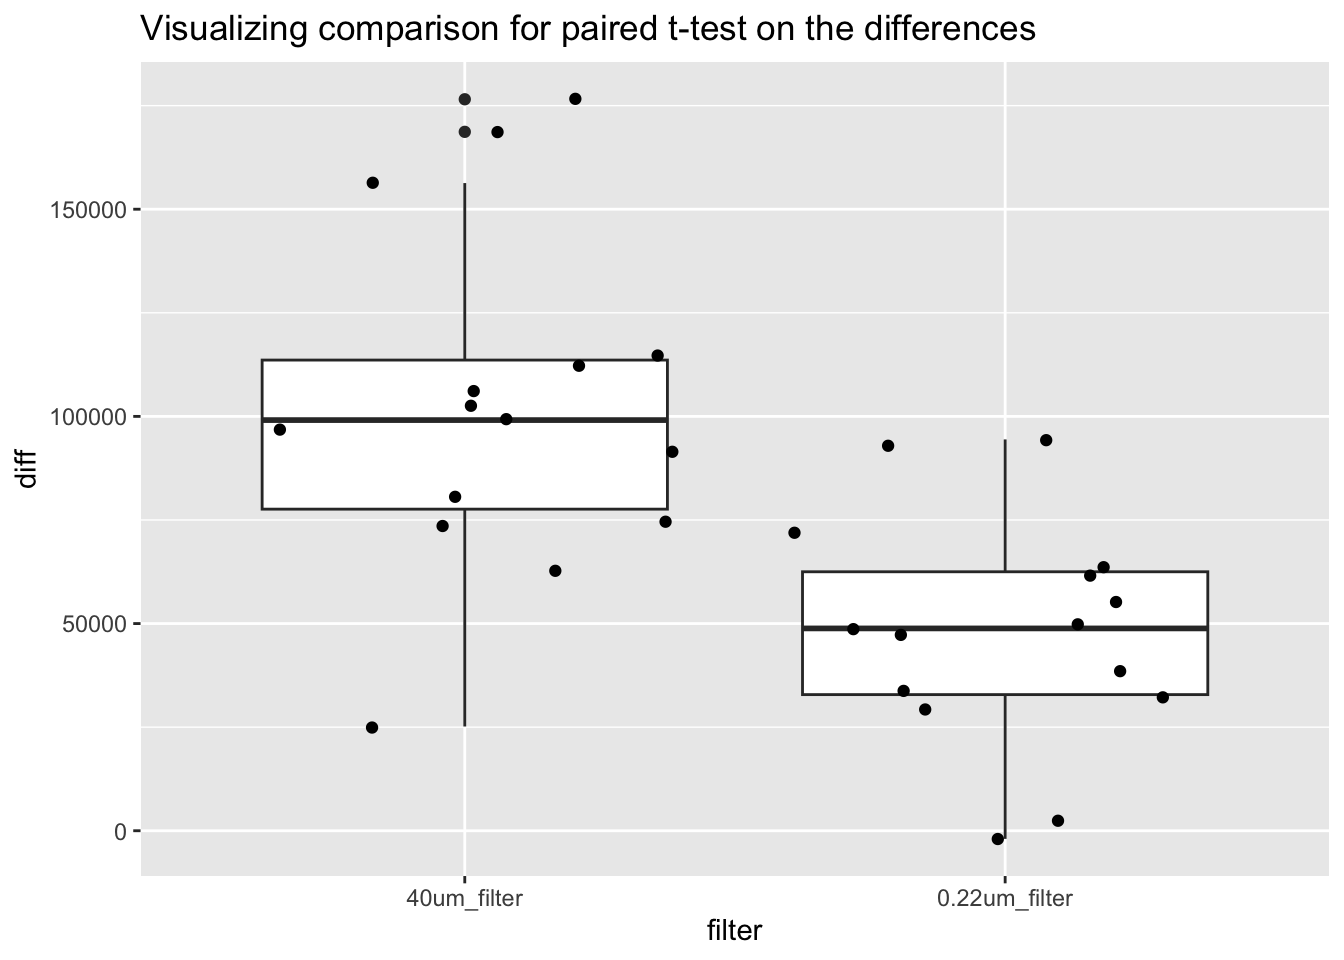 Visualizing comparison for paired t-test on the differences
150000
100000
50000
0
diff
40um_filter
0.22um_filter
filter